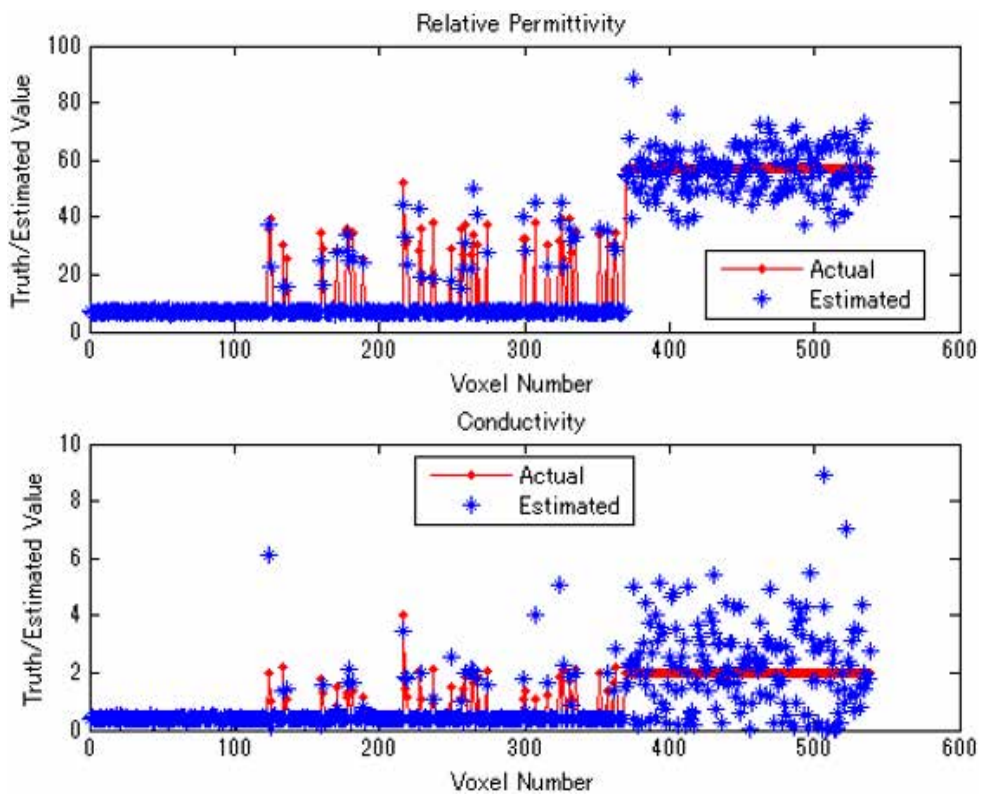 Relative Permittivity
Truth/Estimated Value
100
80
60
40
20
0
Actual
Estimated
0 100 200 300 400 500 600
Voxel Number
Conductivity
Truth/Estimated Value
10
8
6
4
2
0
Actual
Estimated
0 100 200 300 400 500 600
Voxel Number